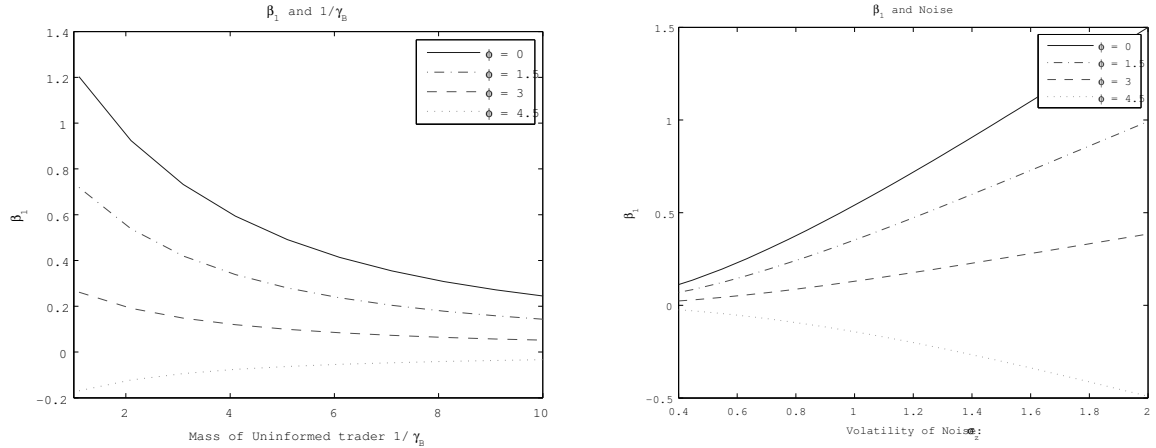 β₁ and 1/γ_B
1.4
1.2
1
0.8
0.6
0.4
0.2
0
−0.2
β₁
ϕ = 0
ϕ = 1.5
ϕ = 3
ϕ = 4.5
2
4
6
8
10
Mass of Uninformed trader 1/γ_B
β₁ and Noise
1.5
1
0.5
0
−0.5
β₁
ϕ = 0
ϕ = 1.5
ϕ = 3
ϕ = 4.5
0.4
0.6
0.8
1
1.2
1.4
1.6
1.8
2
Volatility of Noise: σ_z